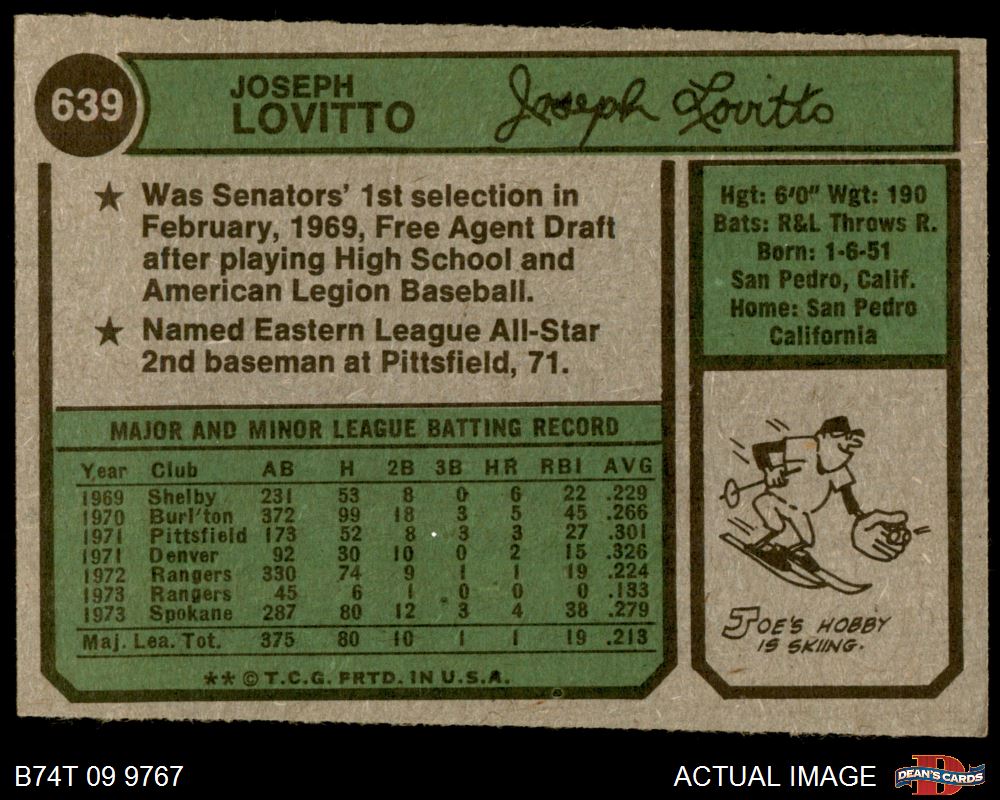 639
JOSEPH
LOVITTO
Joseph Lovitto
★ Was Senators' 1st selection in
February, 1969, Free Agent Draft
after playing High School and
American Legion Baseball.
★ Named Eastern League All-Star
2nd baseman at Pittsfield, 71.
Hgt: 6'0" Wgt: 190
Bats: R&L Throws R.
Born: 1-6-51
San Pedro, Calif.
Home: San Pedro
California
MAJOR AND MINOR LEAGUE BATTING RECORD
Year Club AB H 2B 3B HR RBI AVG
1969 Shelby 231 53 8 0 6 22 .229
1970 Burl'ton 372 99 18 3 5 45 .266
1971 Pittsfield 173 52 8 3 3 27 .301
1971 Denver 92 30 10 0 2 15 .326
1972 Rangers 330 74 9 1 1 19 .224
1973 Rangers 45 6 1 0 0 0 .133
1973 Spokane 287 80 12 3 4 38 .279
Maj. Lea. Tot. 375 80 10 1 1 19 .213
** © T.C.G. PRTD. IN U.S.A.
JOE'S HOBBY
IS SKIING.
B74T 09 9767
ACTUAL IMAGE
DEAN'S CARDS